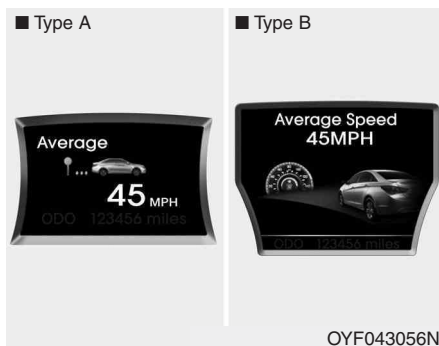 ■ Type A
■ Type B
Average
45 MPH
ODO 123456 miles
Average Speed
45MPH
ODO 123456 miles
OYF043056N